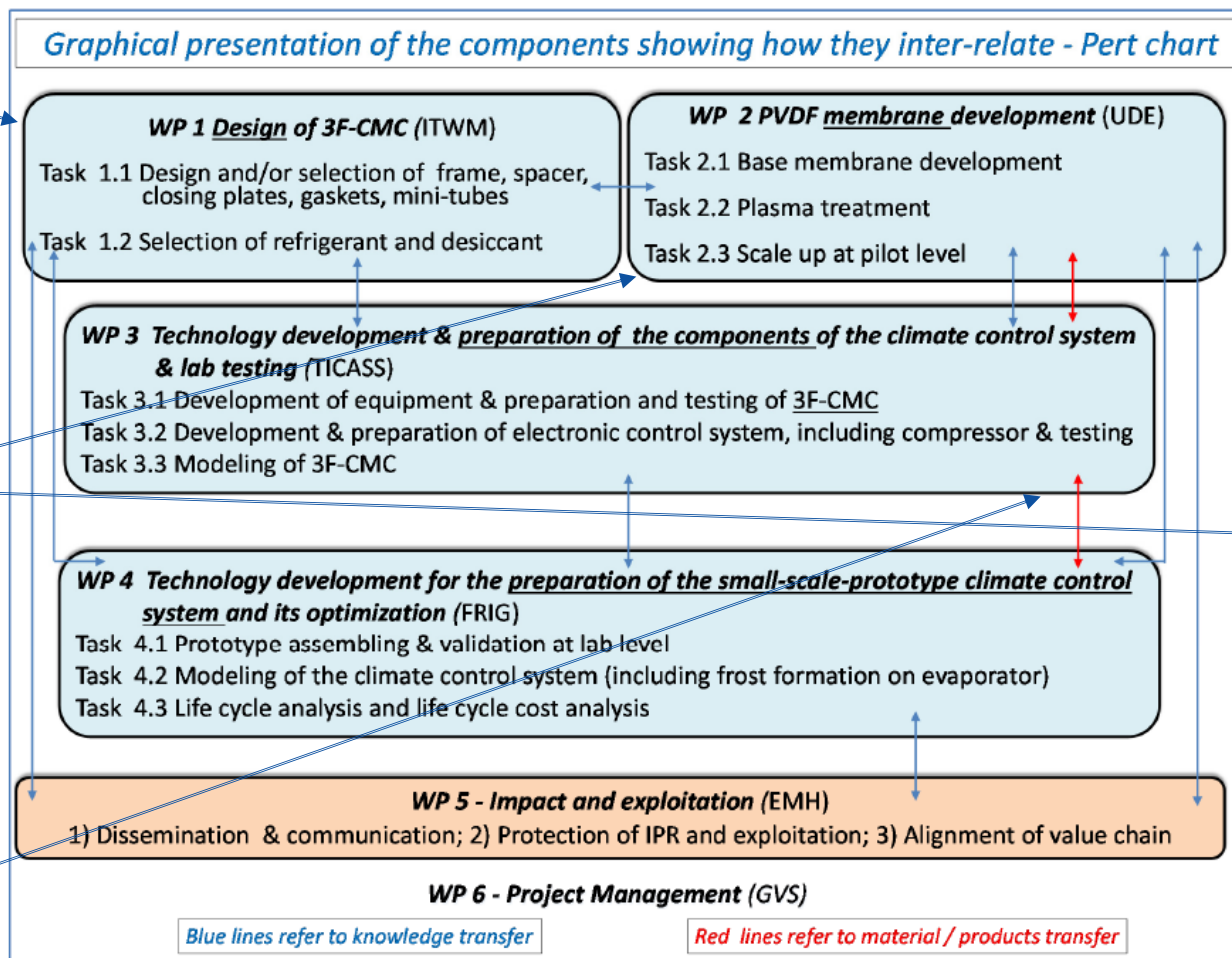 Graphical presentation of the components showing how they inter-relate - Pert chart
WP 1 Design of 3F-CMC (ITWM)
Task 1.1 Design and/or selection of frame, spacer,
closing plates, gaskets, mini-tubes
Task 1.2 Selection of refrigerant and desiccant
WP 2 PVDF membrane development (UDE)
Task 2.1 Base membrane development
Task 2.2 Plasma treatment
Task 2.3 Scale up at pilot level
WP 3 Technology development & preparation of the components of the climate control system
& lab testing (TICASS)
Task 3.1 Development of equipment & preparation and testing of 3F-CMC
Task 3.2 Development & preparation of electronic control system, including compressor & testing
Task 3.3 Modeling of 3F-CMC
WP 4 Technology development for the preparation of the small-scale-prototype climate control
system and its optimization (FRIG)
Task 4.1 Prototype assembling & validation at lab level
Task 4.2 Modeling of the climate control system (including frost formation on evaporator)
Task 4.3 Life cycle analysis and life cycle cost analysis
WP 5 - Impact and exploitation (EMH)
1) Dissemination & communication; 2) Protection of IPR and exploitation; 3) Alignment of value chain
WP 6 - Project Management (GVS)
Blue lines refer to knowledge transfer
Red lines refer to material / products transfer